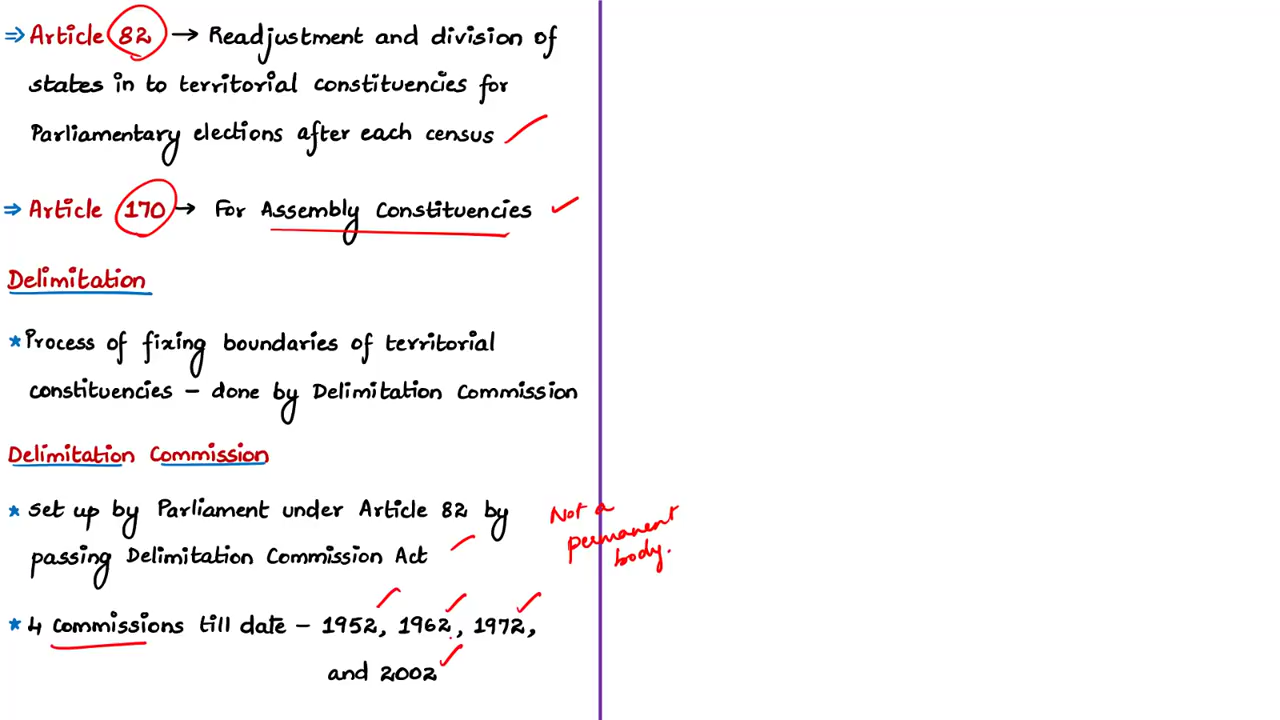 ⇒ Article 82 → Readjustment and division of
states in to territorial constituencies for
Parliamentary elections after each census
⇒ Article 170 → For Assembly Constituencies
Delimitation
* Process of fixing boundaries of territorial
constituencies – done by Delimitation Commission
Delimitation Commission
* set up by Parliament under Article 82 by
passing Delimitation Commission Act
Not a
permanent
body.
* 4 commissions till date – 1952, 1962, 1972,
and 2002